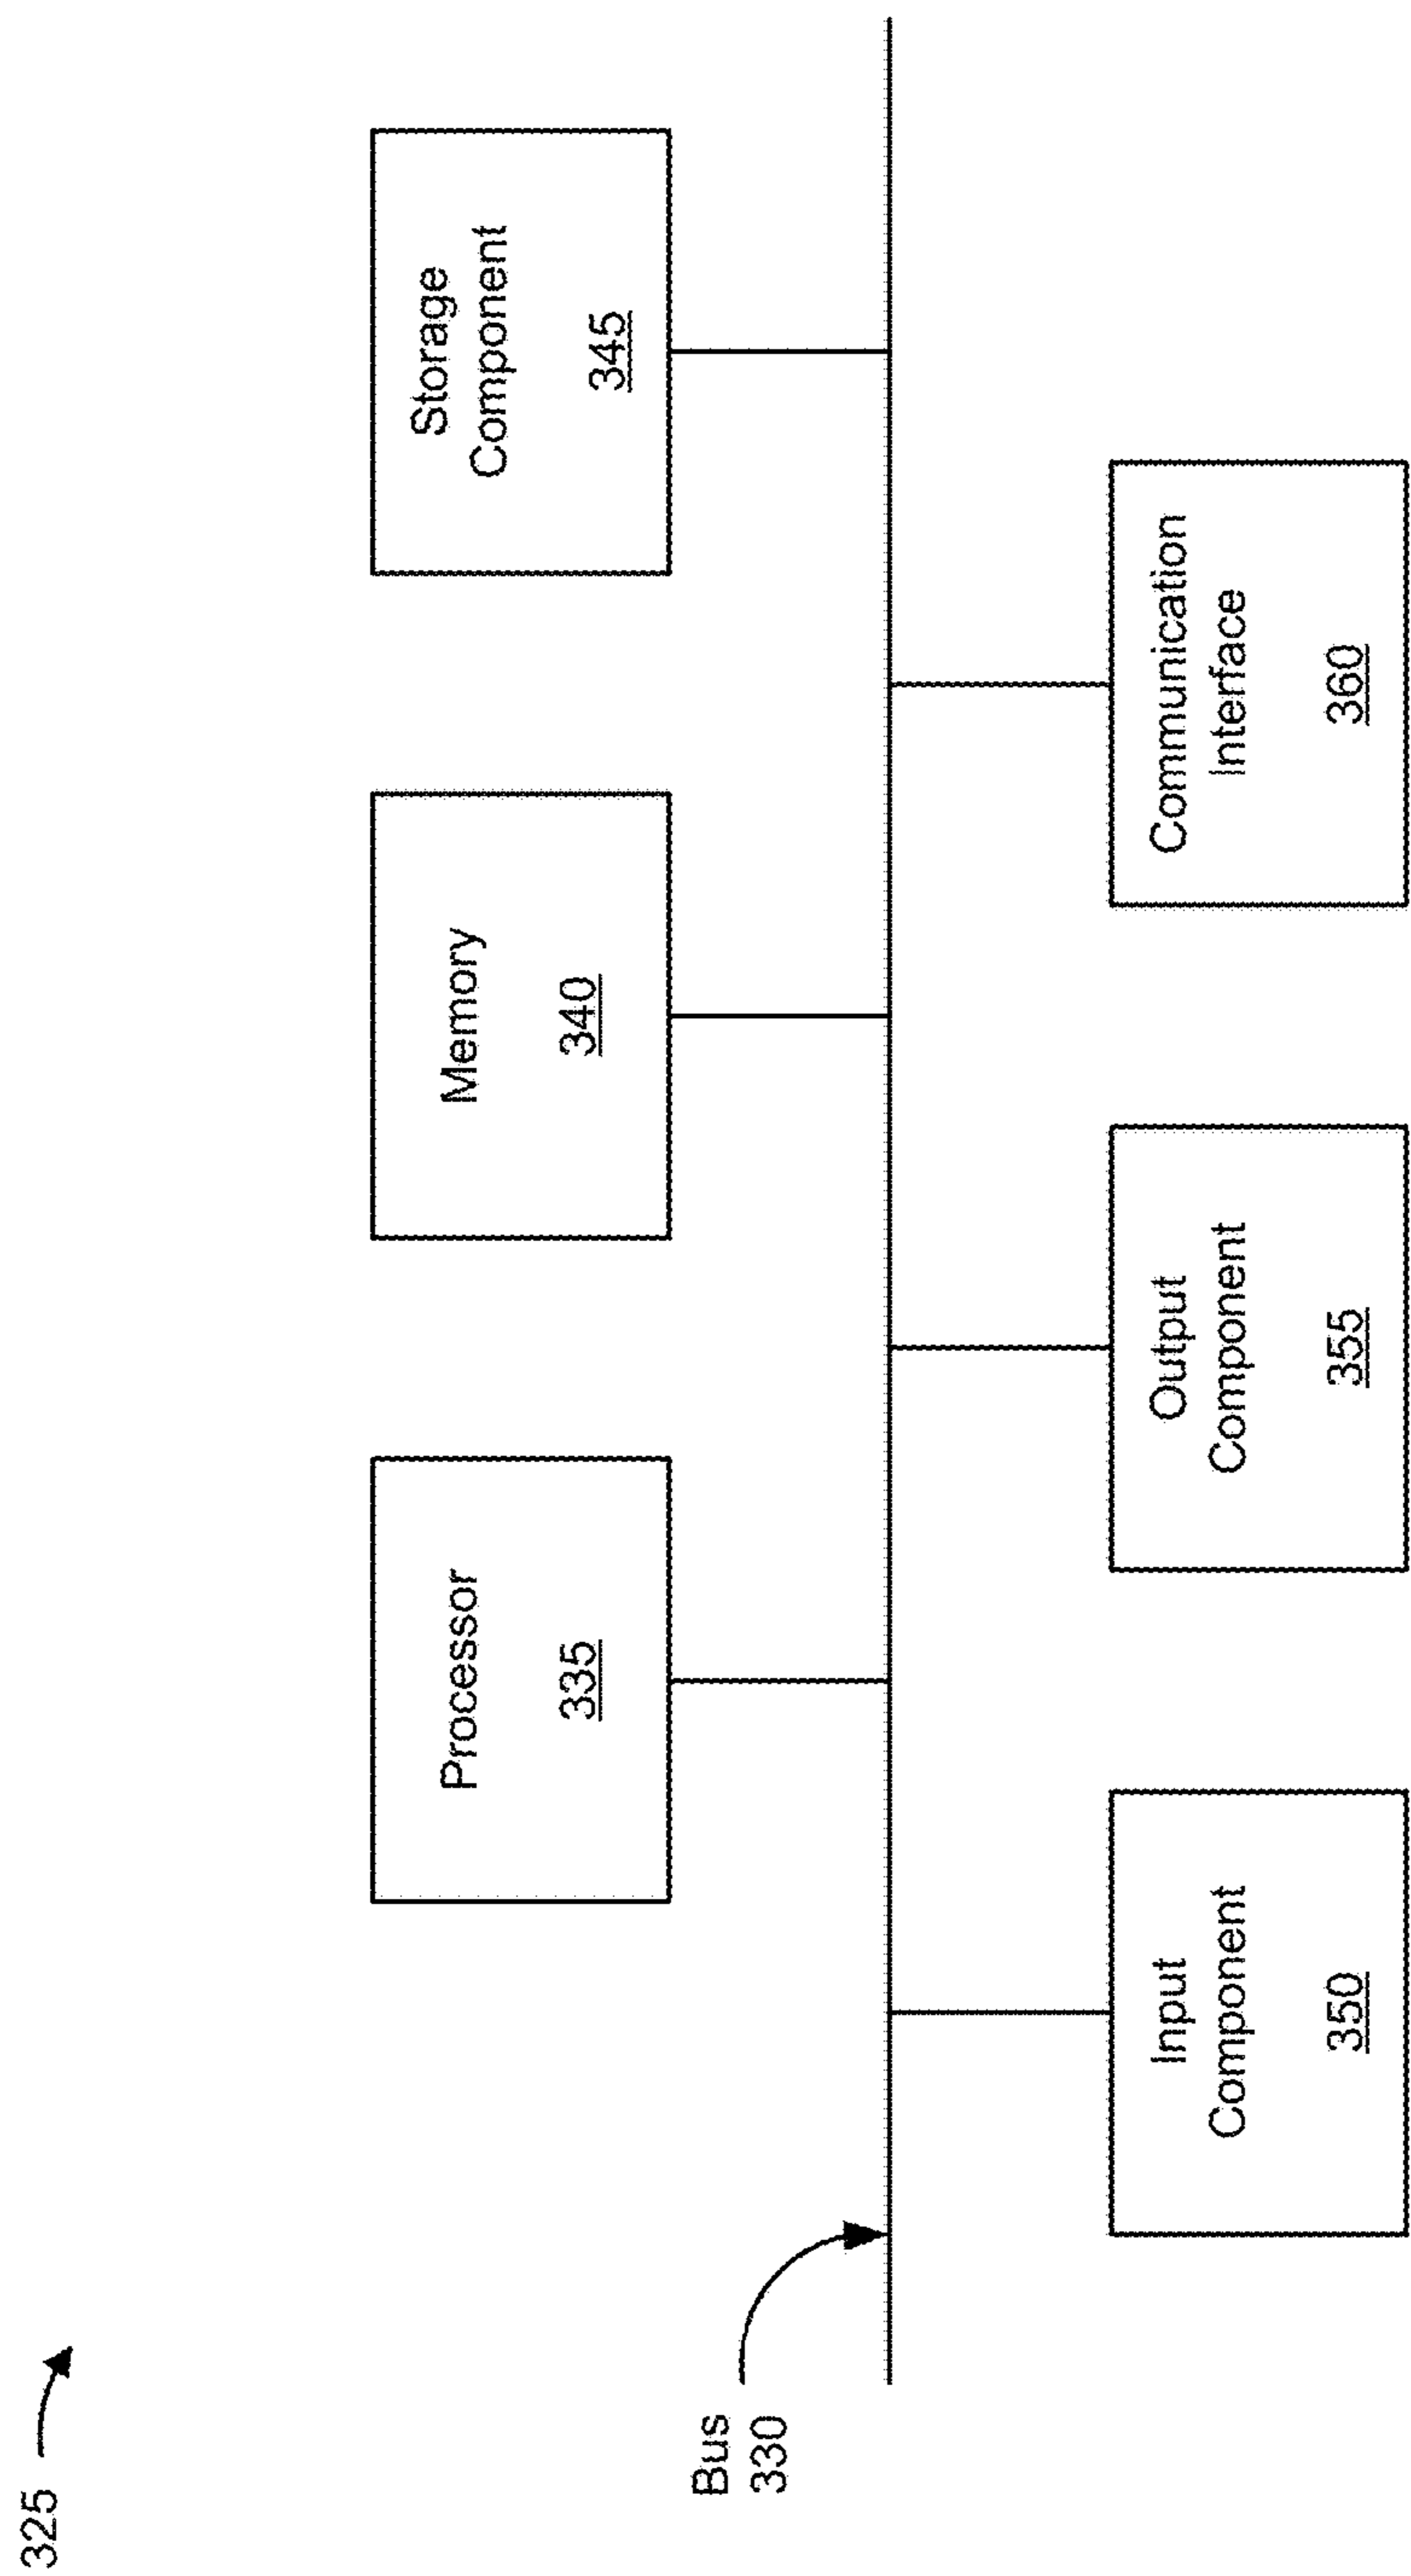 325
Bus
330
Processor
335
Memory
340
Storage
Component
345
Input
Component
350
Output
Component
355
Communication
Interface
360